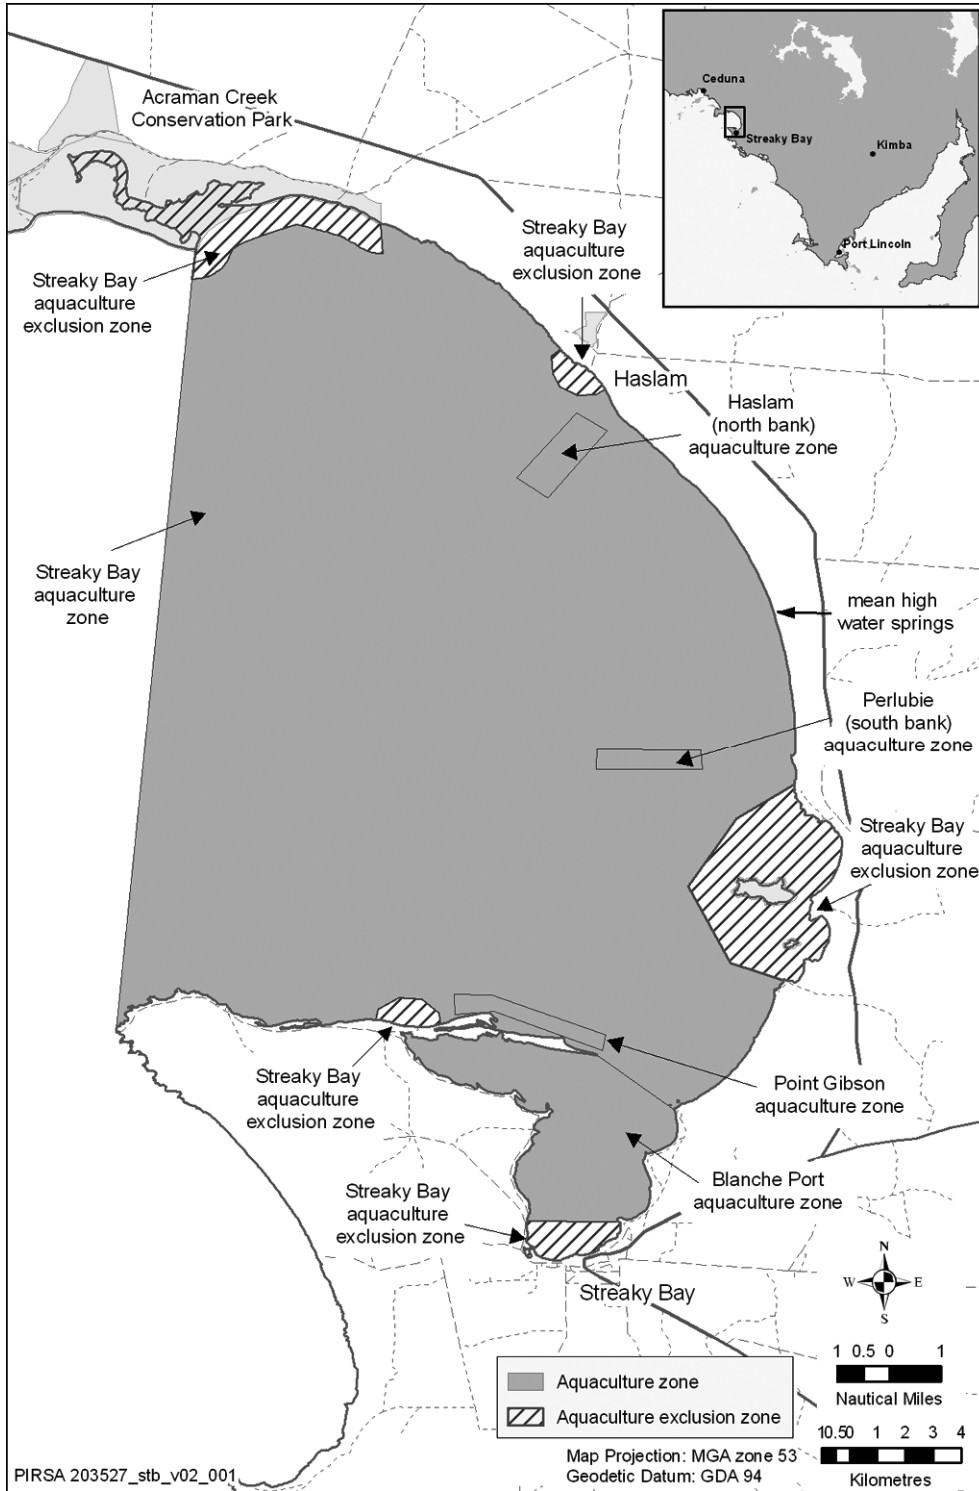 Acraman Creek
Conservation Park
Ceduna
Streaky Bay
Kimba
Port Lincoln
Streaky Bay
aquaculture
exclusion zone
Streaky Bay
aquaculture
exclusion zone
Haslam
Haslam
(north bank)
aquaculture zone
Streaky Bay
aquaculture
zone
mean high
water springs
Perlubie
(south bank)
aquaculture zone
Streaky Bay
aquaculture
exclusion zone
Streaky Bay
aquaculture
exclusion zone
Point Gibson
aquaculture zone
Blanche Port
aquaculture zone
Streaky Bay
aquaculture
exclusion zone
Streaky Bay
N
W E
S
1 0.5 0 1
Nautical Miles
10.50 1 2 3 4
Kilometres
Aquaculture zone
Aquaculture exclusion zone
Map Projection: MGA zone 53
Geodetic Datum: GDA 94
PIRSA 203527_stb_v02_001